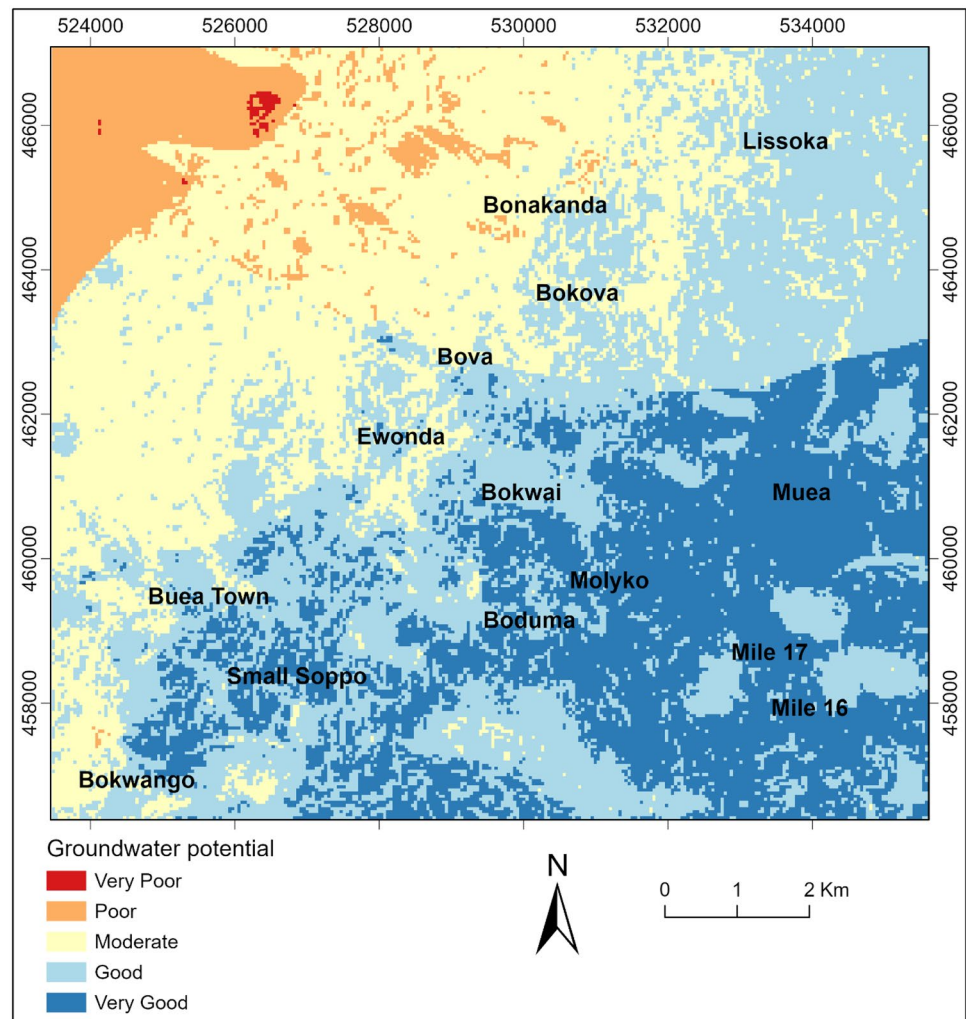 524000 526000 528000 530000 532000 534000
466000 466000
Lissoka
Bonakanda
464000 464000
Bokova
Bova
462000 462000
Ewonda
Bokwai Muea
460000 460000
Molyko
Buea Town
Boduma
Mile 17
Small Soppo
458000 458000
Mile 16
Bokwango
Groundwater potential
Very Poor
Poor
Moderate
Good
Very Good
N
0 1 2 Km